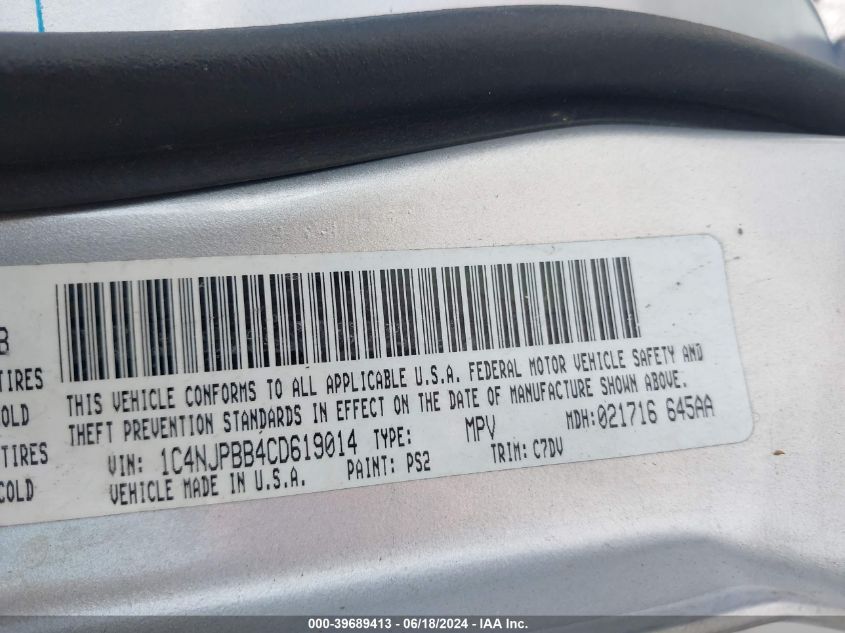 B
TIRES
COLD
TIRES
COLD
THIS VEHICLE CONFORMS TO ALL APPLICABLE U.S.A. FEDERAL MOTOR VEHICLE SAFETY AND
THEFT PREVENTION STANDARDS IN EFFECT ON THE DATE OF MANUFACTURE SHOWN ABOVE.
VIN: 1C4NJPBB4CD619014 TYPE: MPV MDH:021716 645AA
VEHICLE MADE IN U.S.A. PAINT: PS2 TRIM: C7DV
000-39689413 - 06/18/2024 - IAA Inc.